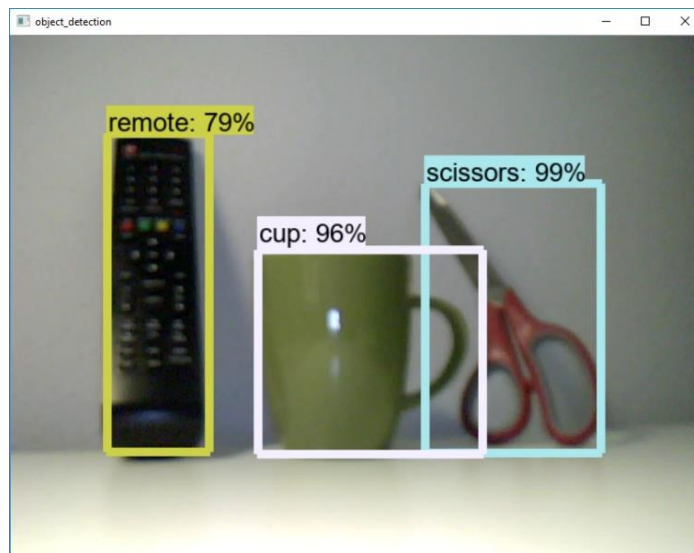 object_detection
remote: 79%
scissors: 99%
cup: 96%